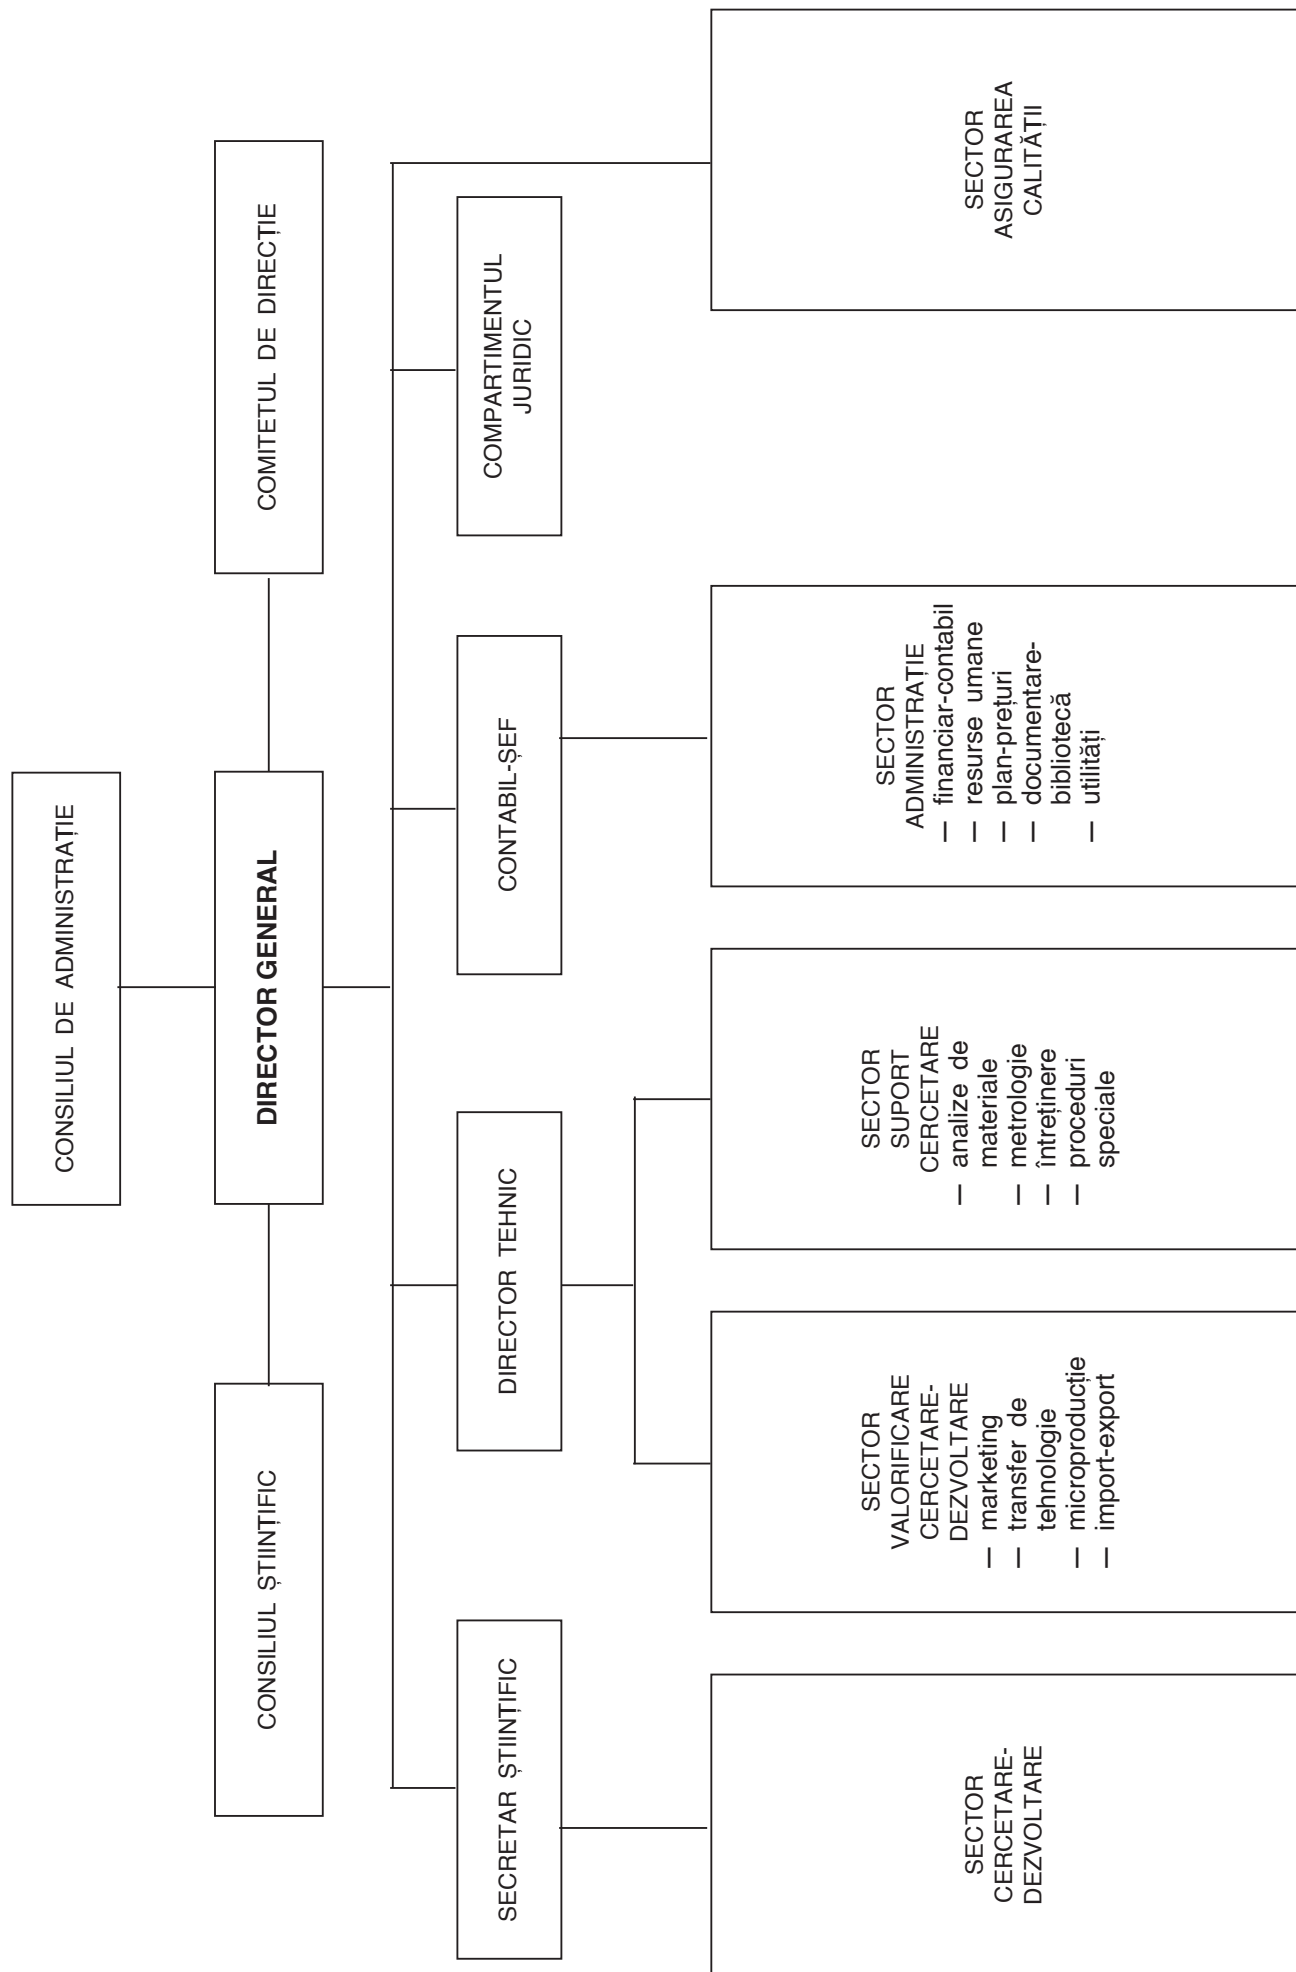 CONSILIUL DE ADMINISTRAȚIE
CONSILIUL ȘTIINȚIFIC
DIRECTOR GENERAL
COMITETUL DE DIRECȚIE
SECRETAR ȘTIINȚIFIC
DIRECTOR TEHNIC
CONTABIL-ȘEF
COMPARTIMENTUL
JURIDIC
SECTOR
CERCETARE-
DEZVOLTARE
SECTOR
VALORIFICARE
CERCETARE-
DEZVOLTARE
— marketing
— transfer de
tehnologie
— microproducție
— import-export
SECTOR
SUPORT
CERCETARE
— analize de
materiale
— metrologie
— întreținere
— proceduri
speciale
SECTOR
ADMINISTRAȚIE
— financiar-contabil
— resurse umane
— plan-prețuri
— documentare-
bibliotecă
— utilități
SECTOR
ASIGURAREA
CALITĂȚII